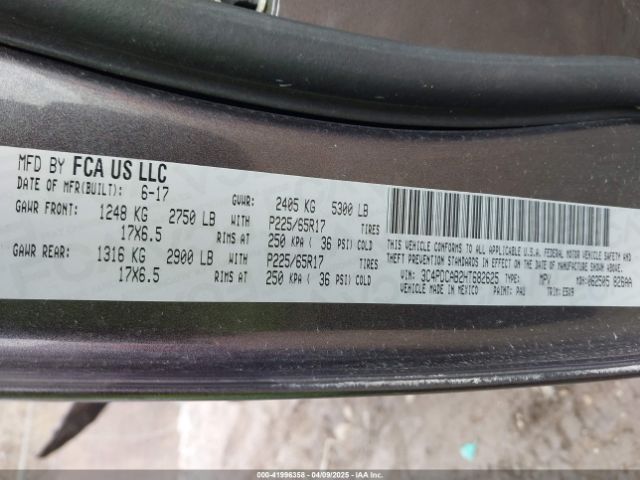 MFD BY FCA US LLC
DATE OF MFR(BUILT): 6-17 GVWR: 2405 KG 5300 LB
GAWR FRONT: 1248 KG 2750 LB WITH P225/65R17 TIRES
17X6.5 RIMS AT 250 KPA ( 36 PSI) COLD
GAWR REAR: 1316 KG 2900 LB WITH P225/65R17 TIRES
17X6.5 RIMS AT 250 KPA ( 36 PSI) COLD
THIS VEHICLE CONFORMS TO ALL APPLICABLE U.S.A. FEDERAL MOTOR VEHICLE SAFETY AND
THEFT PREVENTION STANDARDS IN EFFECT ON THE DATE OF MANUFACTURE SHOWN ABOVE.
VIN: 3C4PDCAB2HT682625 TYPE: MPV MDH: 062505 826AA
VEHICLE MADE IN MEXICO PAINT: PAU TRIM:
000-41996358 | 04/09/2025 | IAA Inc.